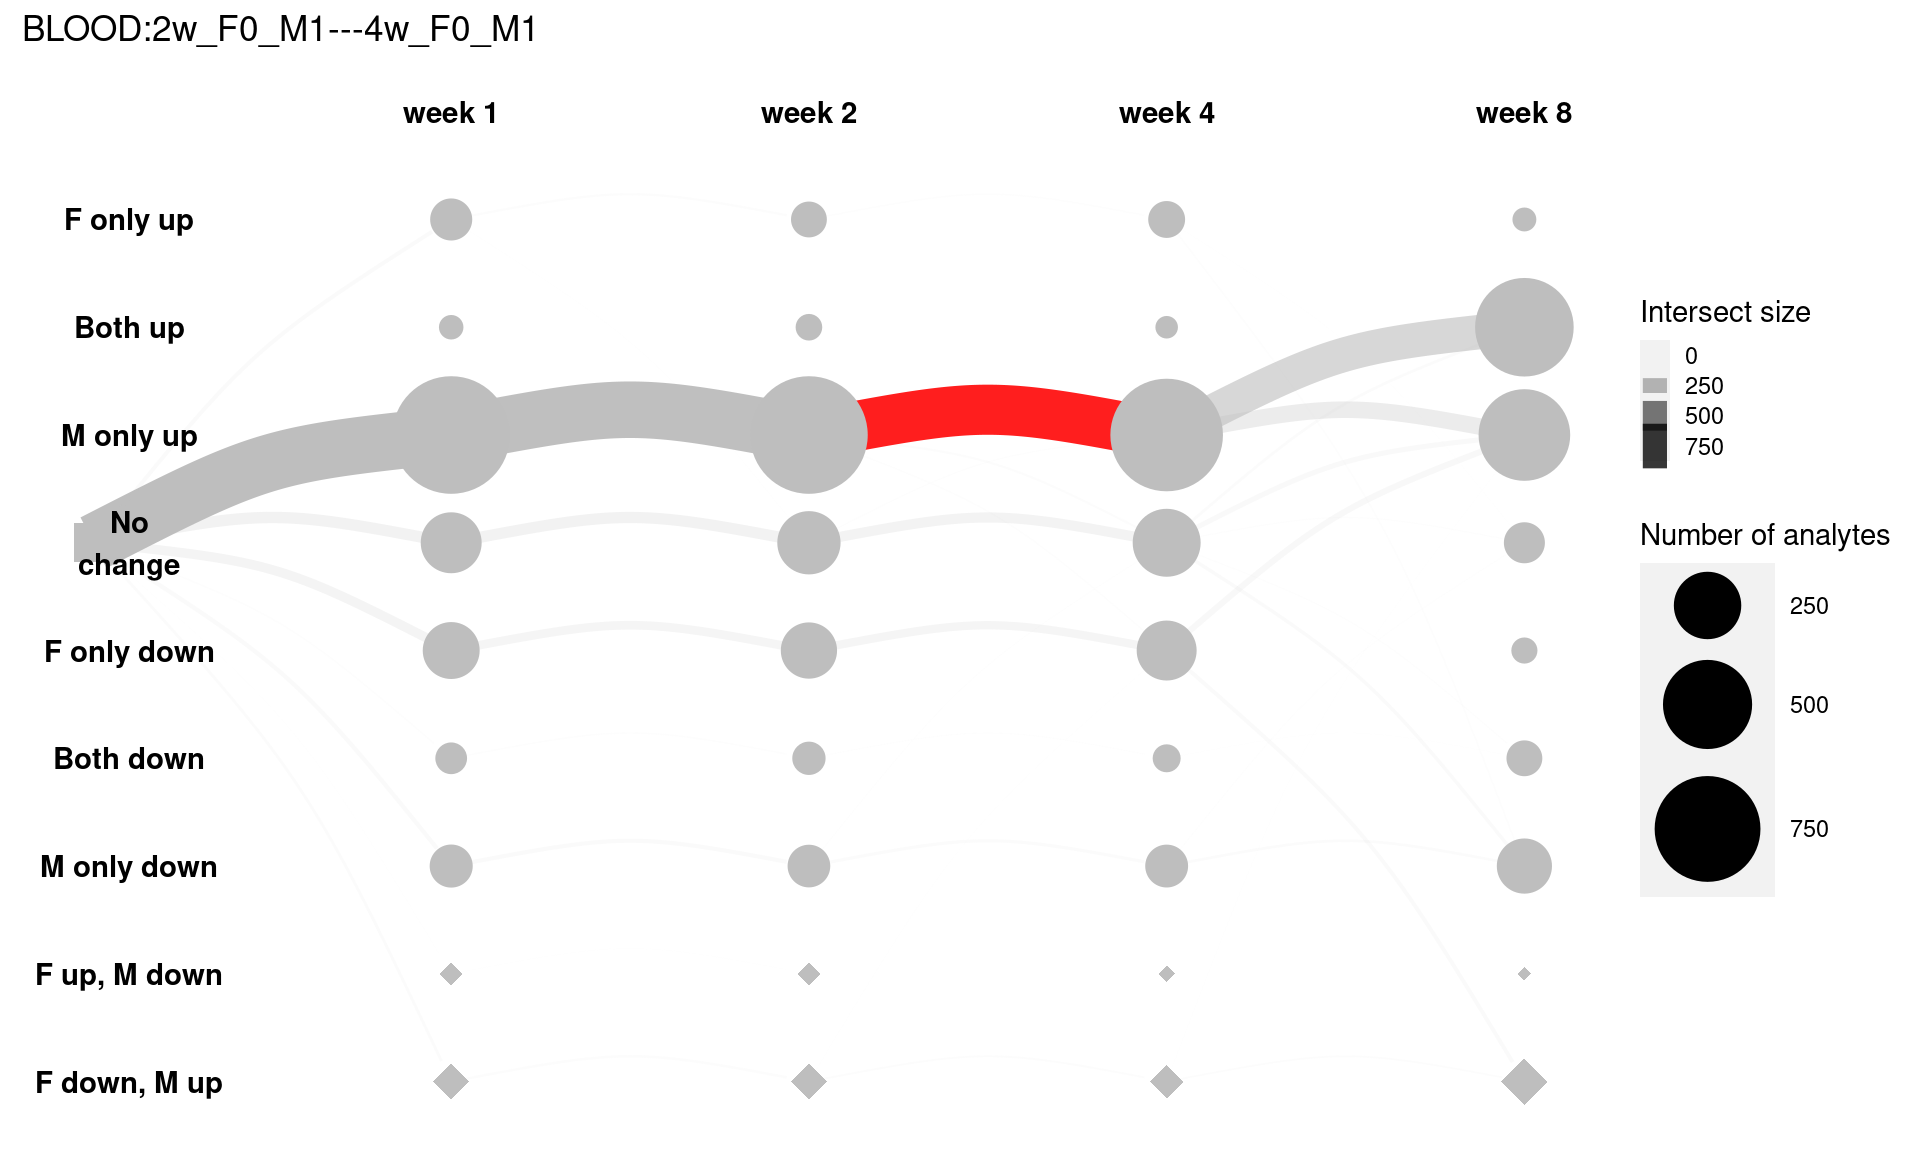 BLOOD:2w_F0_M1---4w_F0_M1
week 1
week 2
week 4
week 8
F only up
Both up
M only up
No
change
F only down
Both down
M only down
F up, M down
F down, M up
Intersect size
0
250
500
750
Number of analytes
250
500
750